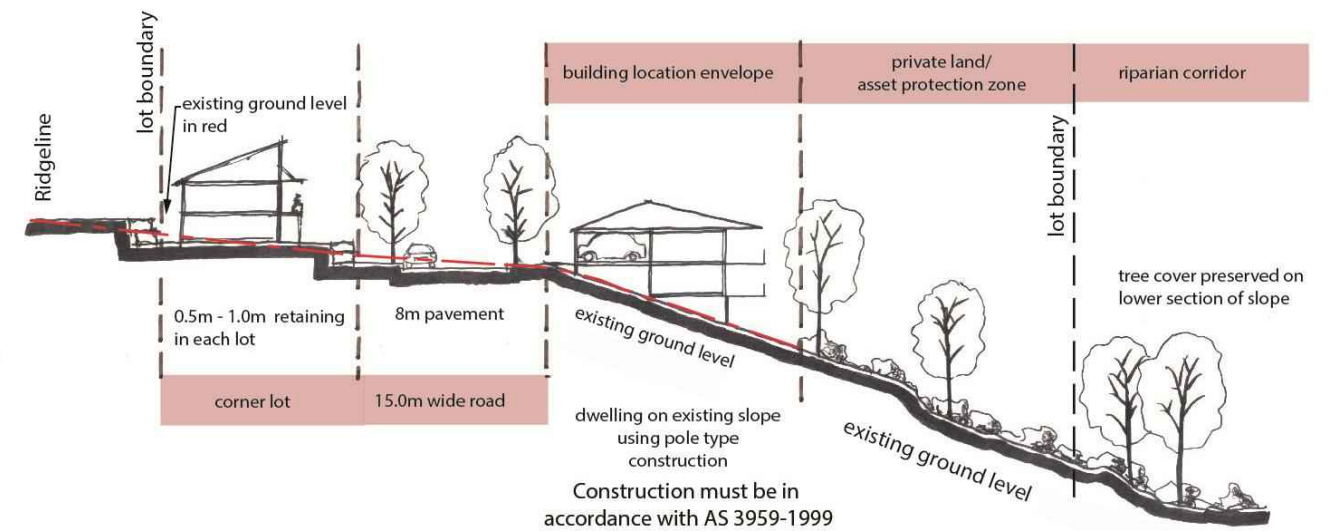 Ridgeline
lot boundary
existing ground level
in red
building location envelope
private land/
asset protection zone
riparian corridor
lot boundary
tree cover preserved on
lower section of slope
0.5m - 1.0m retaining
in each lot
8m pavement
existing ground level
corner lot
15.0m wide road
dwelling on existing slope
using pole type
construction
existing ground level
Construction must be in
accordance with AS 3959-1999